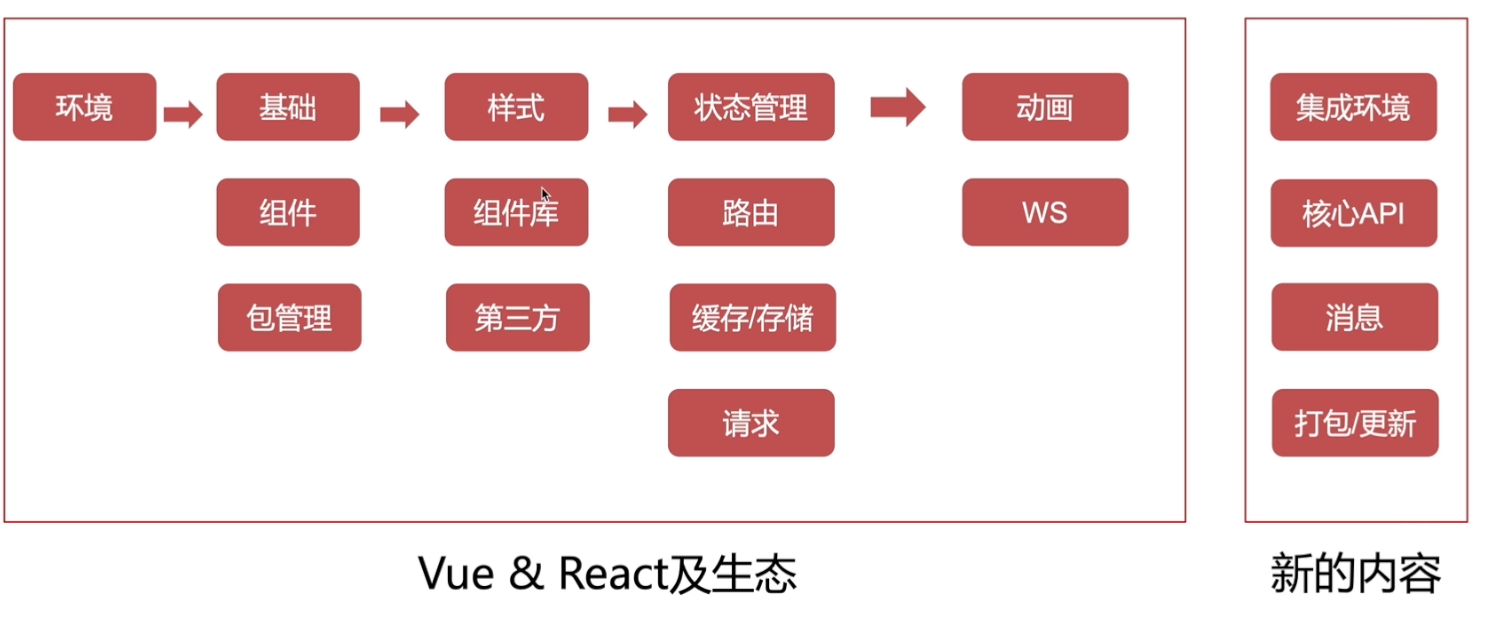 环境
基础
样式
状态管理
动画
集成环境
组件
组件库
路由
WS
核心API
包管理
第三方
缓存/存储
消息
请求
打包/更新
Vue & React及生态
新的内容